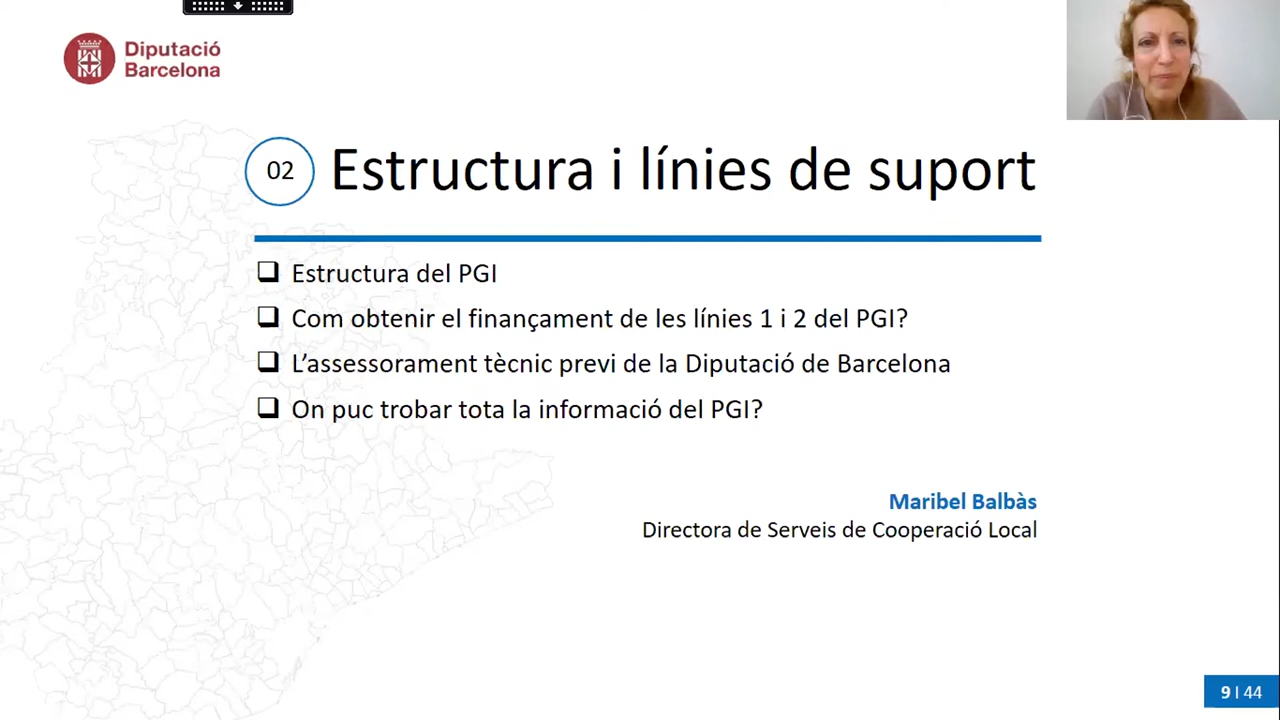 Diputació
Barcelona
02
Estructura i línies de suport
Estructura del PGI
Com obtenir el finançament de les línies 1 i 2 del PGI?
L’assessorament tècnic previ de la Diputació de Barcelona
On puc trobar tota la informació del PGI?
Maribel Balbàs
Directora de Serveis de Cooperació Local
9 I 44